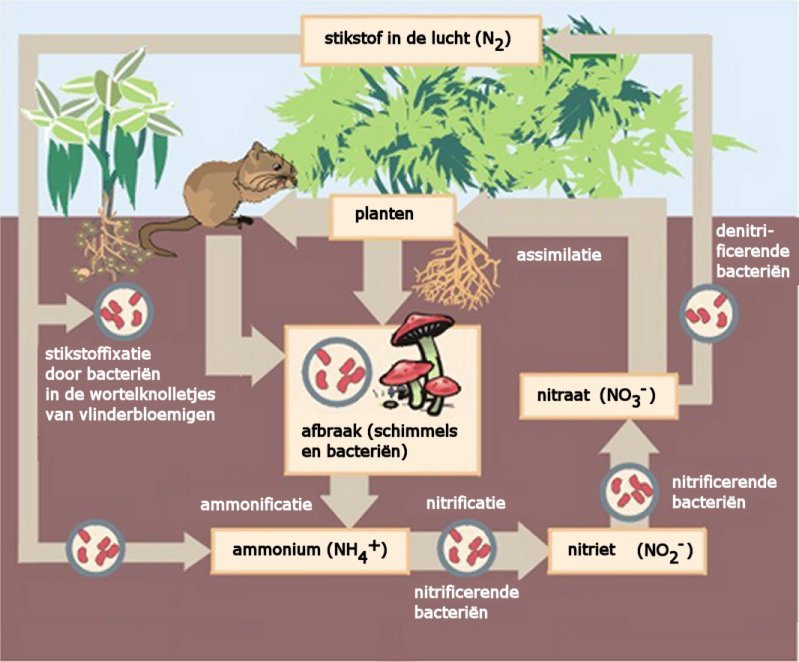 stikstof in de lucht (N2)
planten
assimilatie
denitri-
ficerende
bacteriën
stikstoffixatie
door bacteriën
in de wortelknolletjes
van vlinderbloemigen
nitraat (NO3-)
afbraak (schimmels
en bacteriën)
ammonificatie
nitrificatie
nitrificerende
bacteriën
ammonium (NH4+)
nitriet (NO2-)
nitrificerende
bacteriën